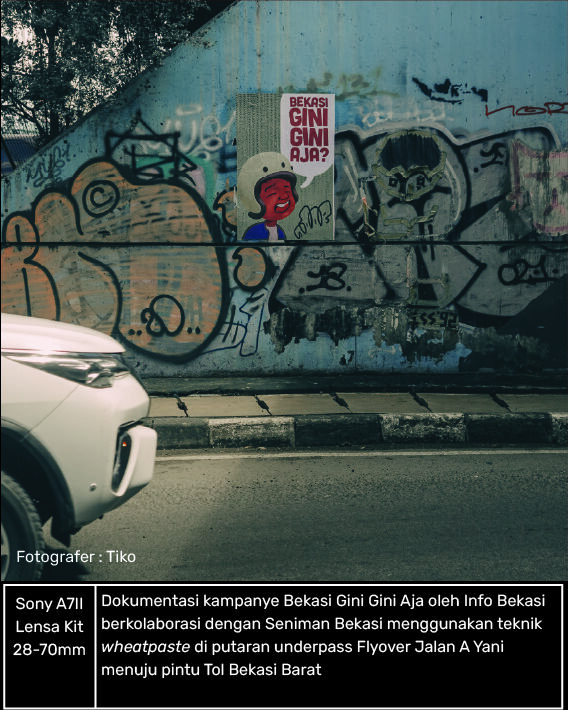 BEKASI
GINI
GINI
AJA?
Fotografer : Tiko
Sony A7II
Lensa Kit
28-70mm
Dokumentasi kampanye Bekasi Gini Gini Aja oleh Info Bekasi
berkolaborasi dengan Seniman Bekasi menggunakan teknik
wheatpaste di putaran underpass Flyover Jalan A Yani
menuju pintu Tol Bekasi Barat